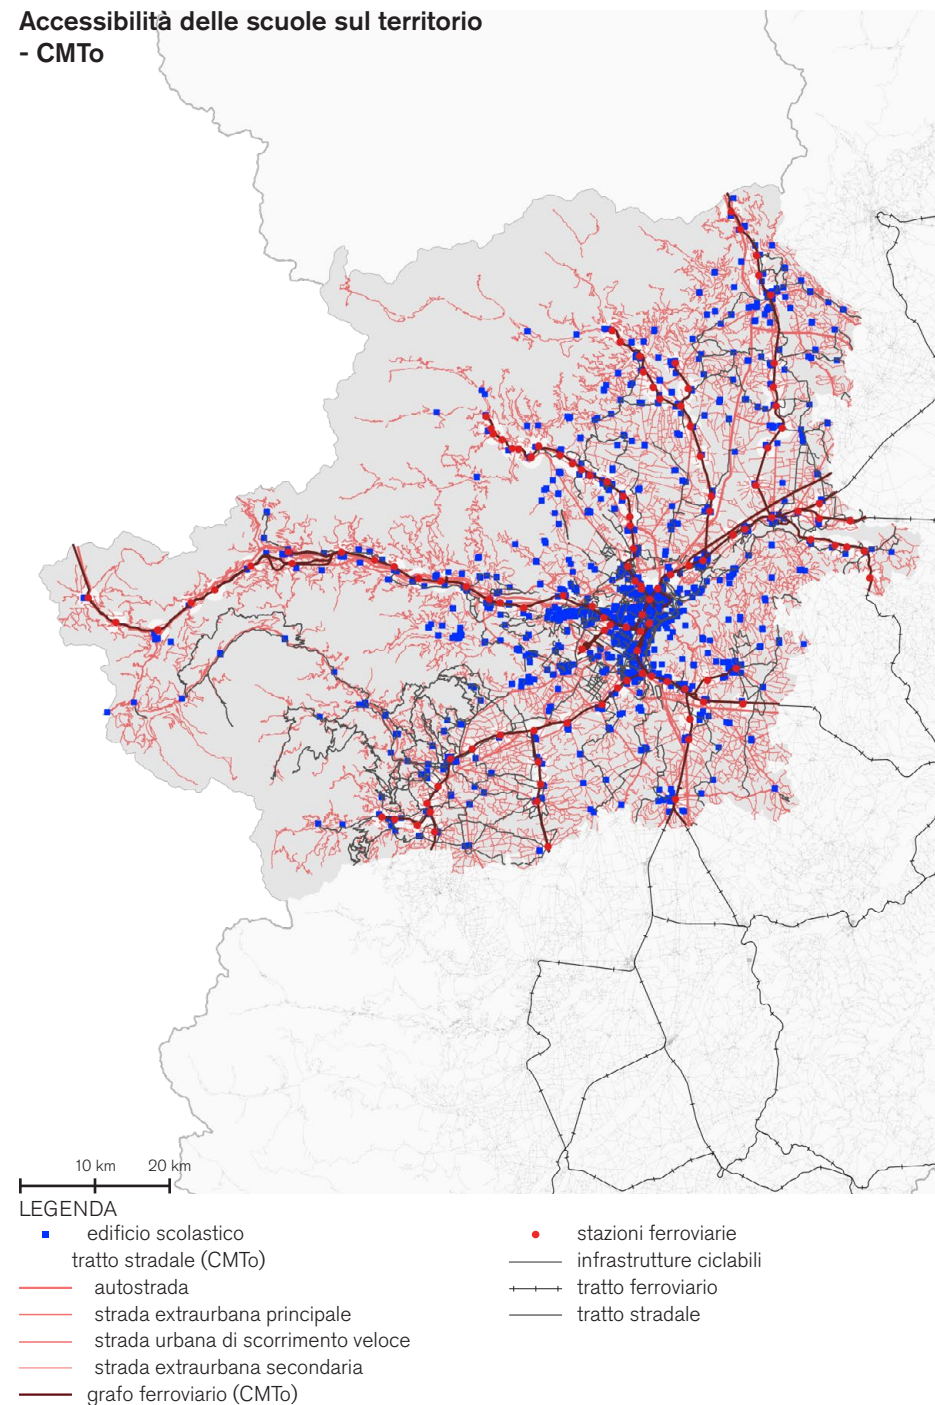 Accessibilità delle scuole sul territorio
- CMTo
10 km 20 km
LEGENDA
edificio scolastico
tratto stradale (CMTo)
autostrada
strada extraurbana principale
strada urbana di scorrimento veloce
strada extraurbana secondaria
grafo ferroviario (CMTo)
stazioni ferroviarie
infrastrutture ciclabili
tratto ferroviario
tratto stradale